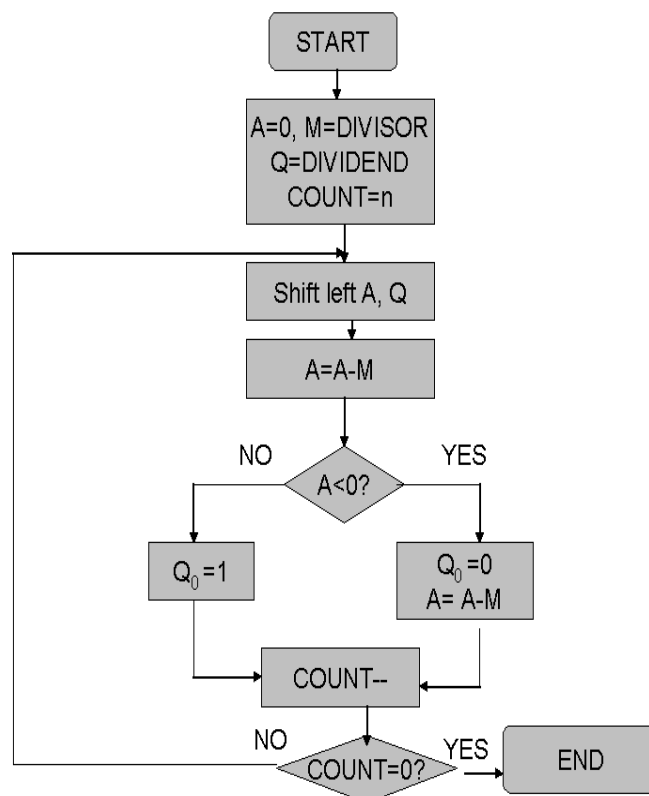 START
A=0, M=DIVISOR
Q=DIVIDEND
COUNT=n
Shift left A, Q
A=A-M
NO
YES
A<0?
Q₀=1
Q₀=0
A= A-M
COUNT--
NO
YES
COUNT=0?
END